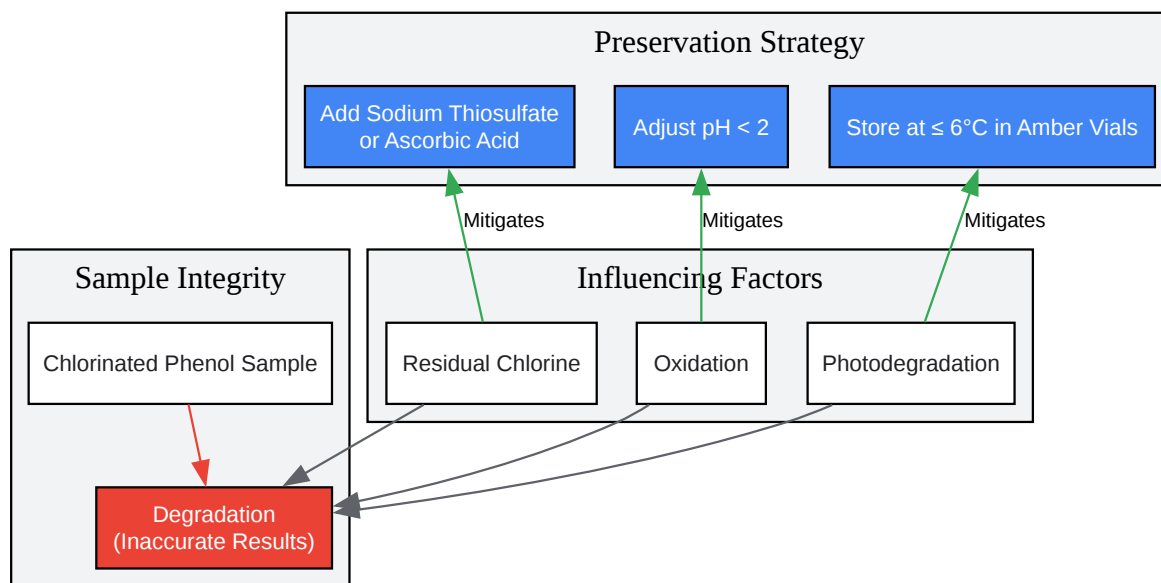 Preservation Strategy
Add Sodium Thiosulfate
or Ascorbic Acid
Adjust pH < 2
Store at ≤ 6°C in Amber Vials
Mitigates
Mitigates
Mitigates
Sample Integrity
Influencing Factors
Chlorinated Phenol Sample
Residual Chlorine
Oxidation
Photodegradation
Degradation
(Inaccurate Results)